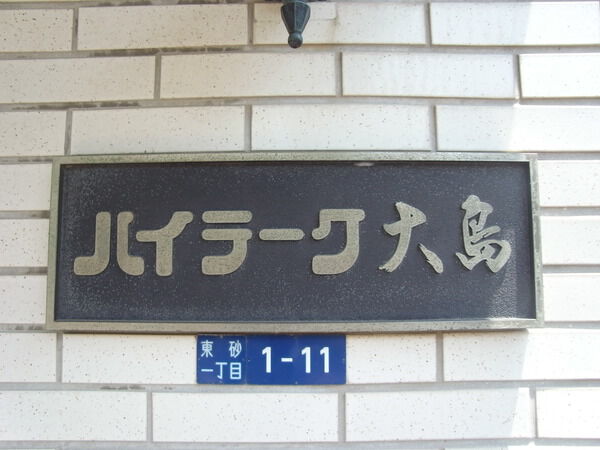 ハイラーク大島
東砂
一丁目
1-11